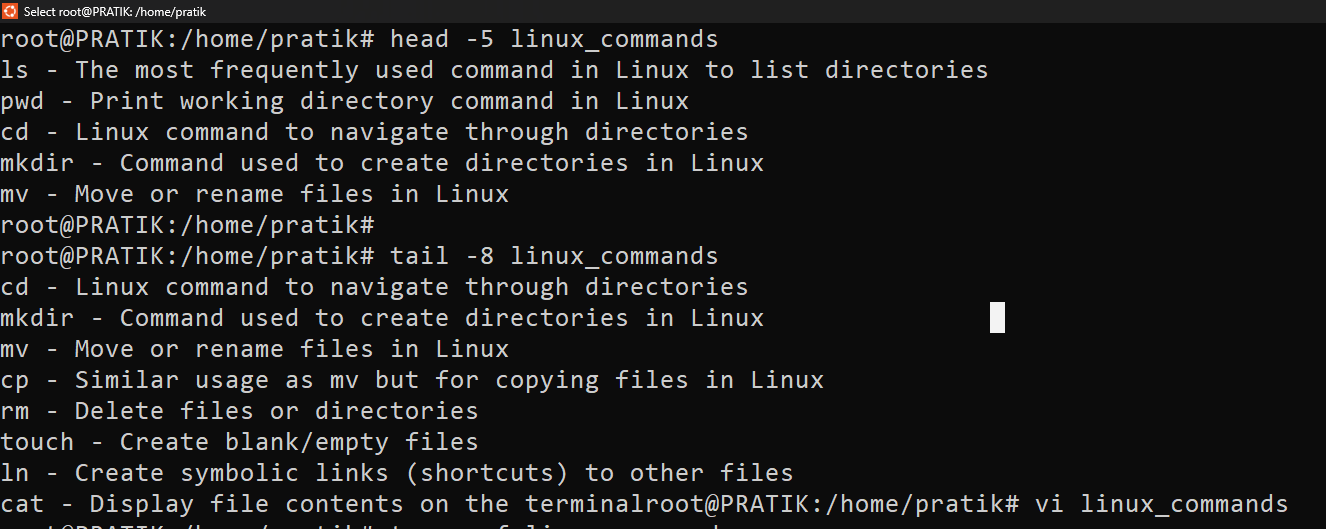 Select root@PRATIK: /home/pratik
root@PRATIK:/home/pratik# head -5 linux_commands
ls - The most frequently used command in Linux to list directories
pwd - Print working directory command in Linux
cd - Linux command to navigate through directories
mkdir - Command used to create directories in Linux
mv - Move or rename files in Linux
root@PRATIK:/home/pratik#
root@PRATIK:/home/pratik# tail -8 linux_commands
cd - Linux command to navigate through directories
mkdir - Command used to create directories in Linux
mv - Move or rename files in Linux
cp - Similar usage as mv but for copying files in Linux
rm - Delete files or directories
touch - Create blank/empty files
ln - Create symbolic links (shortcuts) to other files
cat - Display file contents on the terminalroot@PRATIK:/home/pratik# vi linux_commands
root@PRATIK:/home/pratik#